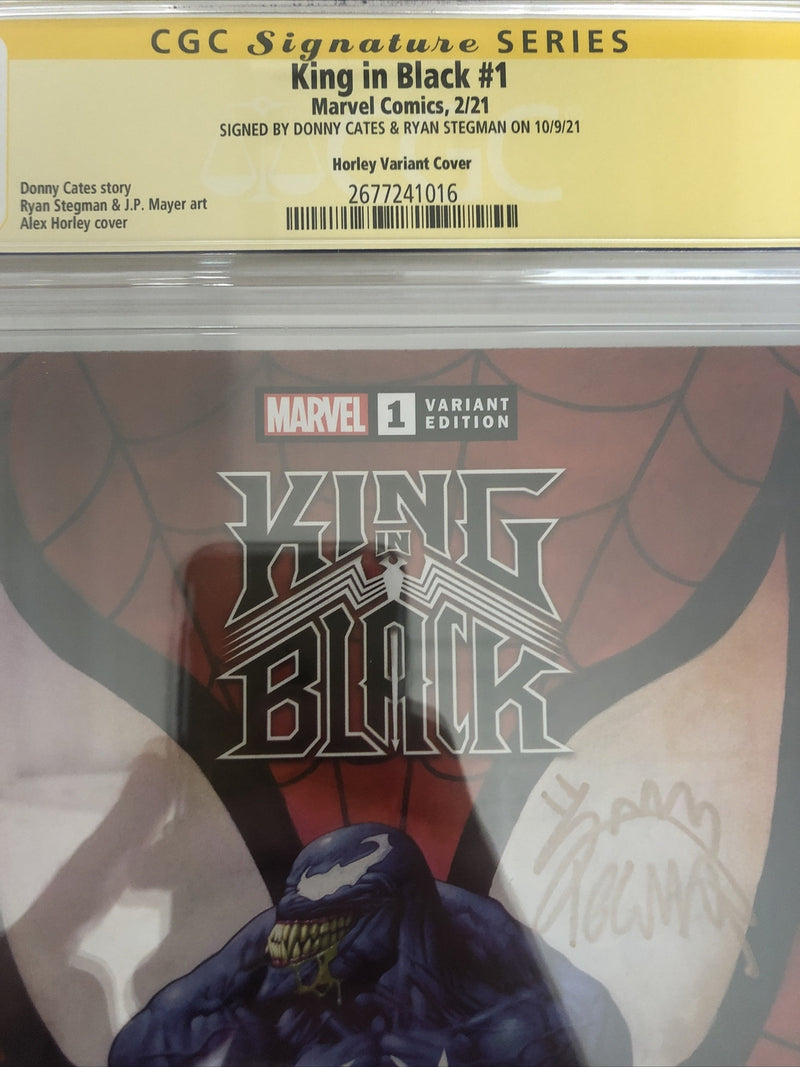 CGC Signature SERIES
King in Black #1
Marvel Comics, 2/21
SIGNED BY DONNY CATES & RYAN STEGMAN ON 10/9/21
Horley Variant Cover
2677241016
Donny Cates story
Ryan Stegman & J.P. Mayer art
Alex Horley cover
MARVEL 1 VARIANT EDITION
KING
IN
BLACK